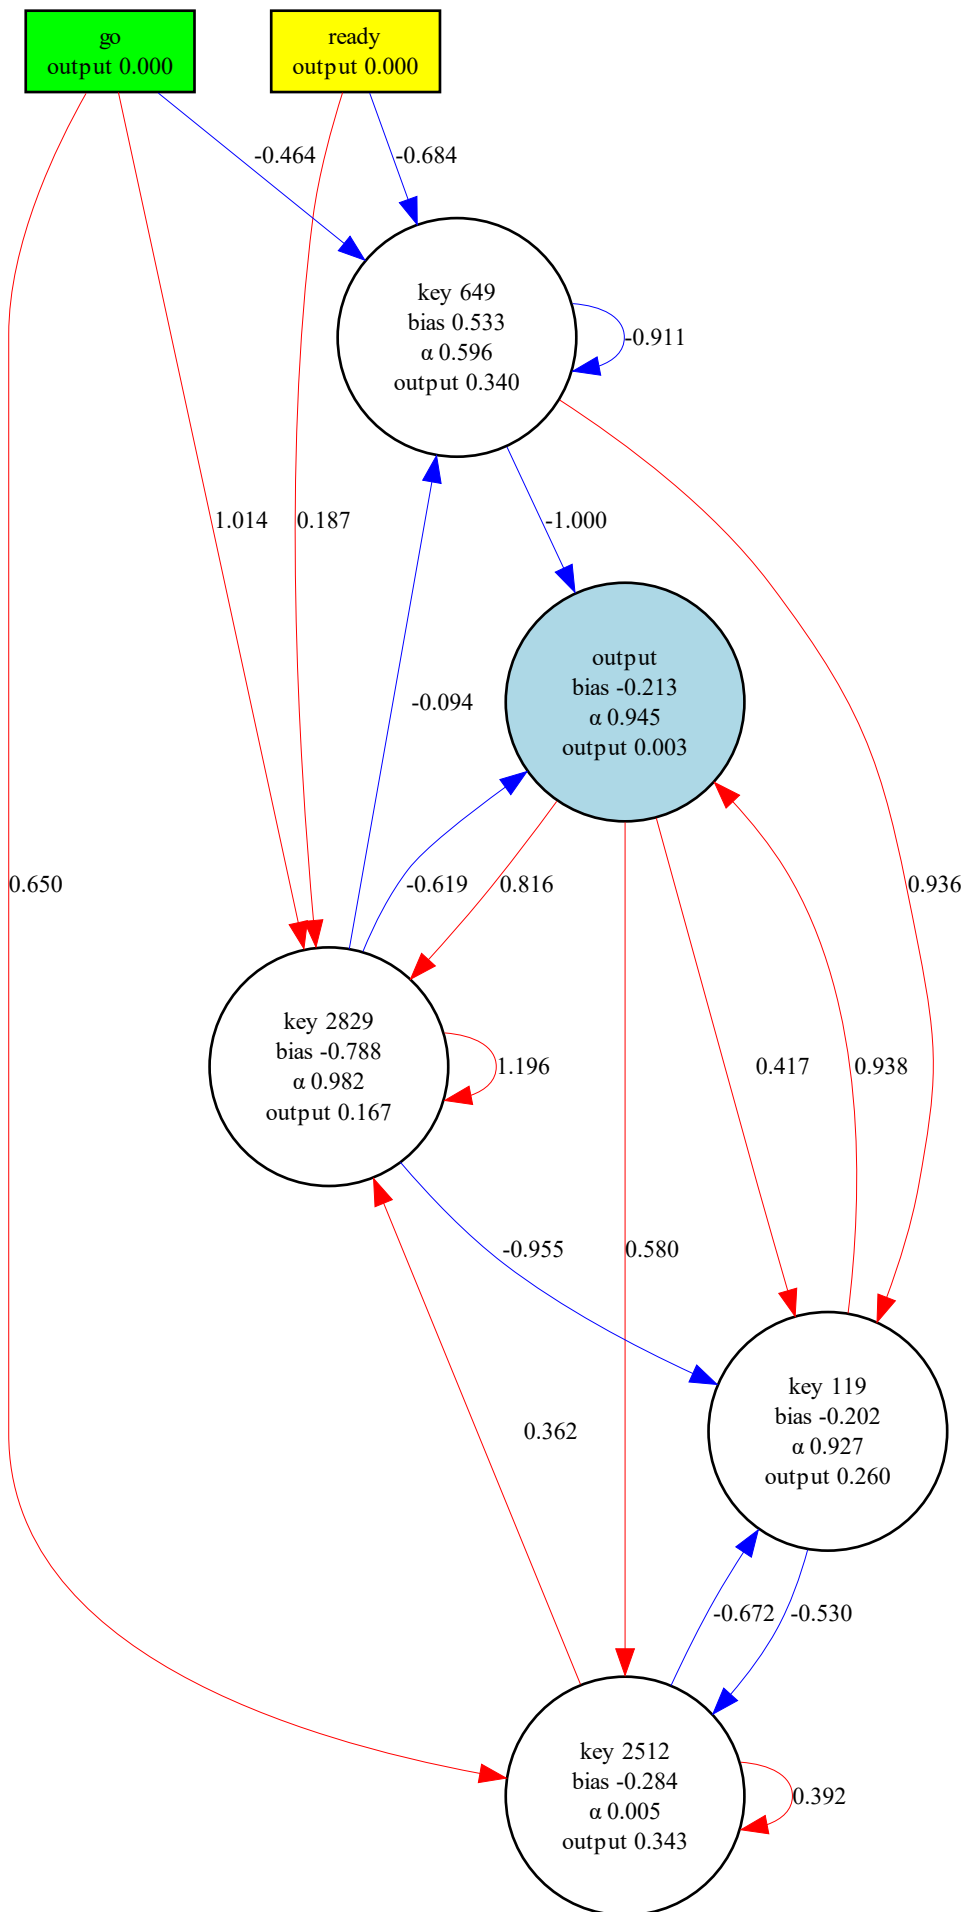 go
output 0.000
ready
output 0.000
-0.464
-0.684
key 649
bias 0.533
α 0.596
output 0.340
-0.911
1.014
0.187
-1.000
output
bias -0.213
α 0.945
output 0.003
-0.094
0.650
-0.619
0.816
0.936
key 2829
bias -0.788
α 0.982
output 0.167
1.196
0.417
0.938
-0.955
0.580
key 119
bias -0.202
α 0.927
output 0.260
0.362
-0.672
-0.530
key 2512
bias -0.284
α 0.005
output 0.343
0.392